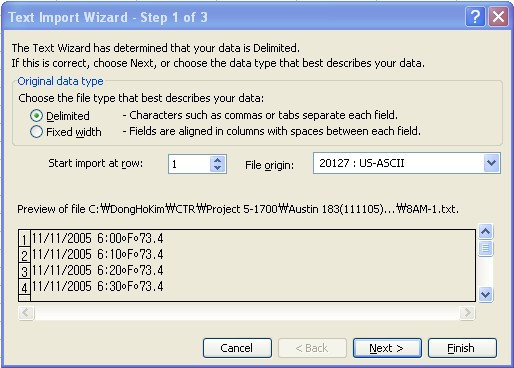 Text Import Wizard - Step 1 of 3
The Text Wizard has determined that your data is Delimited.
If this is correct, choose Next, or choose the data type that best describes your data.
Original data type
Choose the file type that best describes your data:
Delimited - Characters such as commas or tabs separate each field.
Fixed width - Fields are aligned in columns with spaces between each field.
Start import at row: 1 File origin: 20127 : US-ASCII
Preview of file C:₩DongHoKim₩CTR₩Project 5-1700₩Austin 183(111105)...₩8AM-1.txt.
1 11/11/2005 6:00∘F∘73.4
2 11/11/2005 6:10∘F∘73.4
3 11/11/2005 6:20∘F∘73.4
4 11/11/2005 6:30∘F∘73.4
Cancel < Back Next > Finish